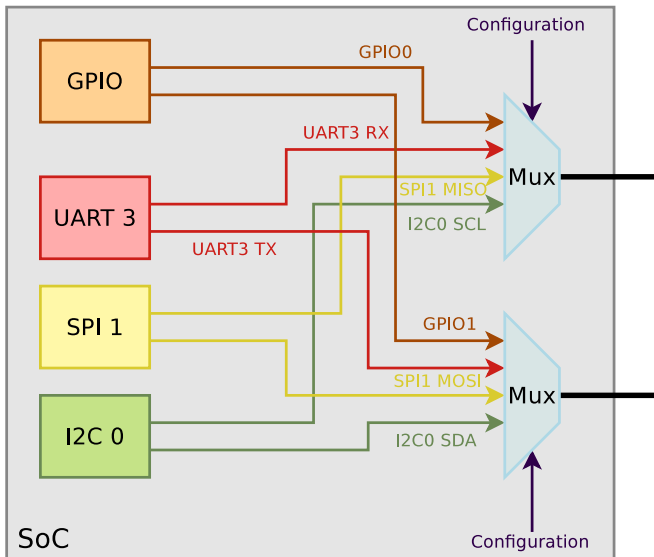 Configuration
GPIO0
GPIO
UART3 RX
Mux
SPI1 MISO
UART 3
I2C0 SCL
UART3 TX
GPIO1
SPI 1
SPI1 MOSI
Mux
I2C 0
I2C0 SDA
SoC
Configuration